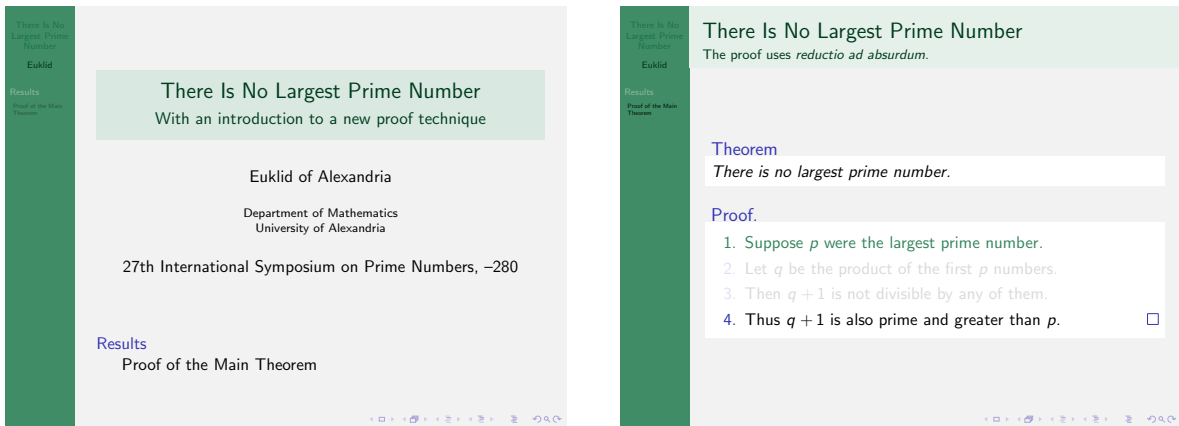 There Is No
Largest Prime
Number
Euklid
Results
Proof of the Main
Theorem
There Is No Largest Prime Number
With an introduction to a new proof technique
Euklid of Alexandria
Department of Mathematics
University of Alexandria
27th International Symposium on Prime Numbers, –280
Results
Proof of the Main Theorem
There Is No
Largest Prime
Number
Euklid
Results
Proof of the Main
Theorem
There Is No Largest Prime Number
The proof uses reductio ad absurdum.
Theorem
There is no largest prime number.
Proof.
1. Suppose p were the largest prime number.
2. Let q be the product of the first p numbers.
3. Then q + 1 is not divisible by any of them.
4. Thus q + 1 is also prime and greater than p. □